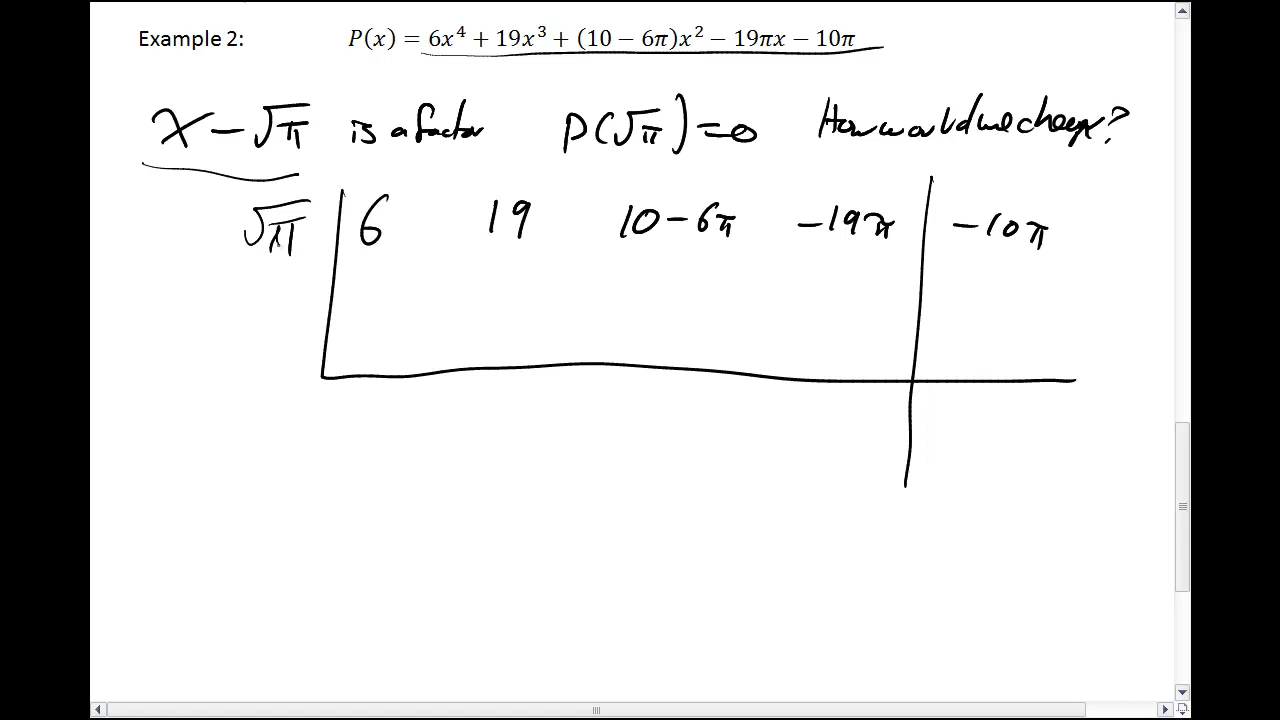 Example 2: P(x) = 6x⁴ + 19x³ + (10 − 6π)x² − 19πx − 10π
x − √π is a factor P(√π) = 0 How would we check?
√π 6 19 10 − 6π − 19π − 10π